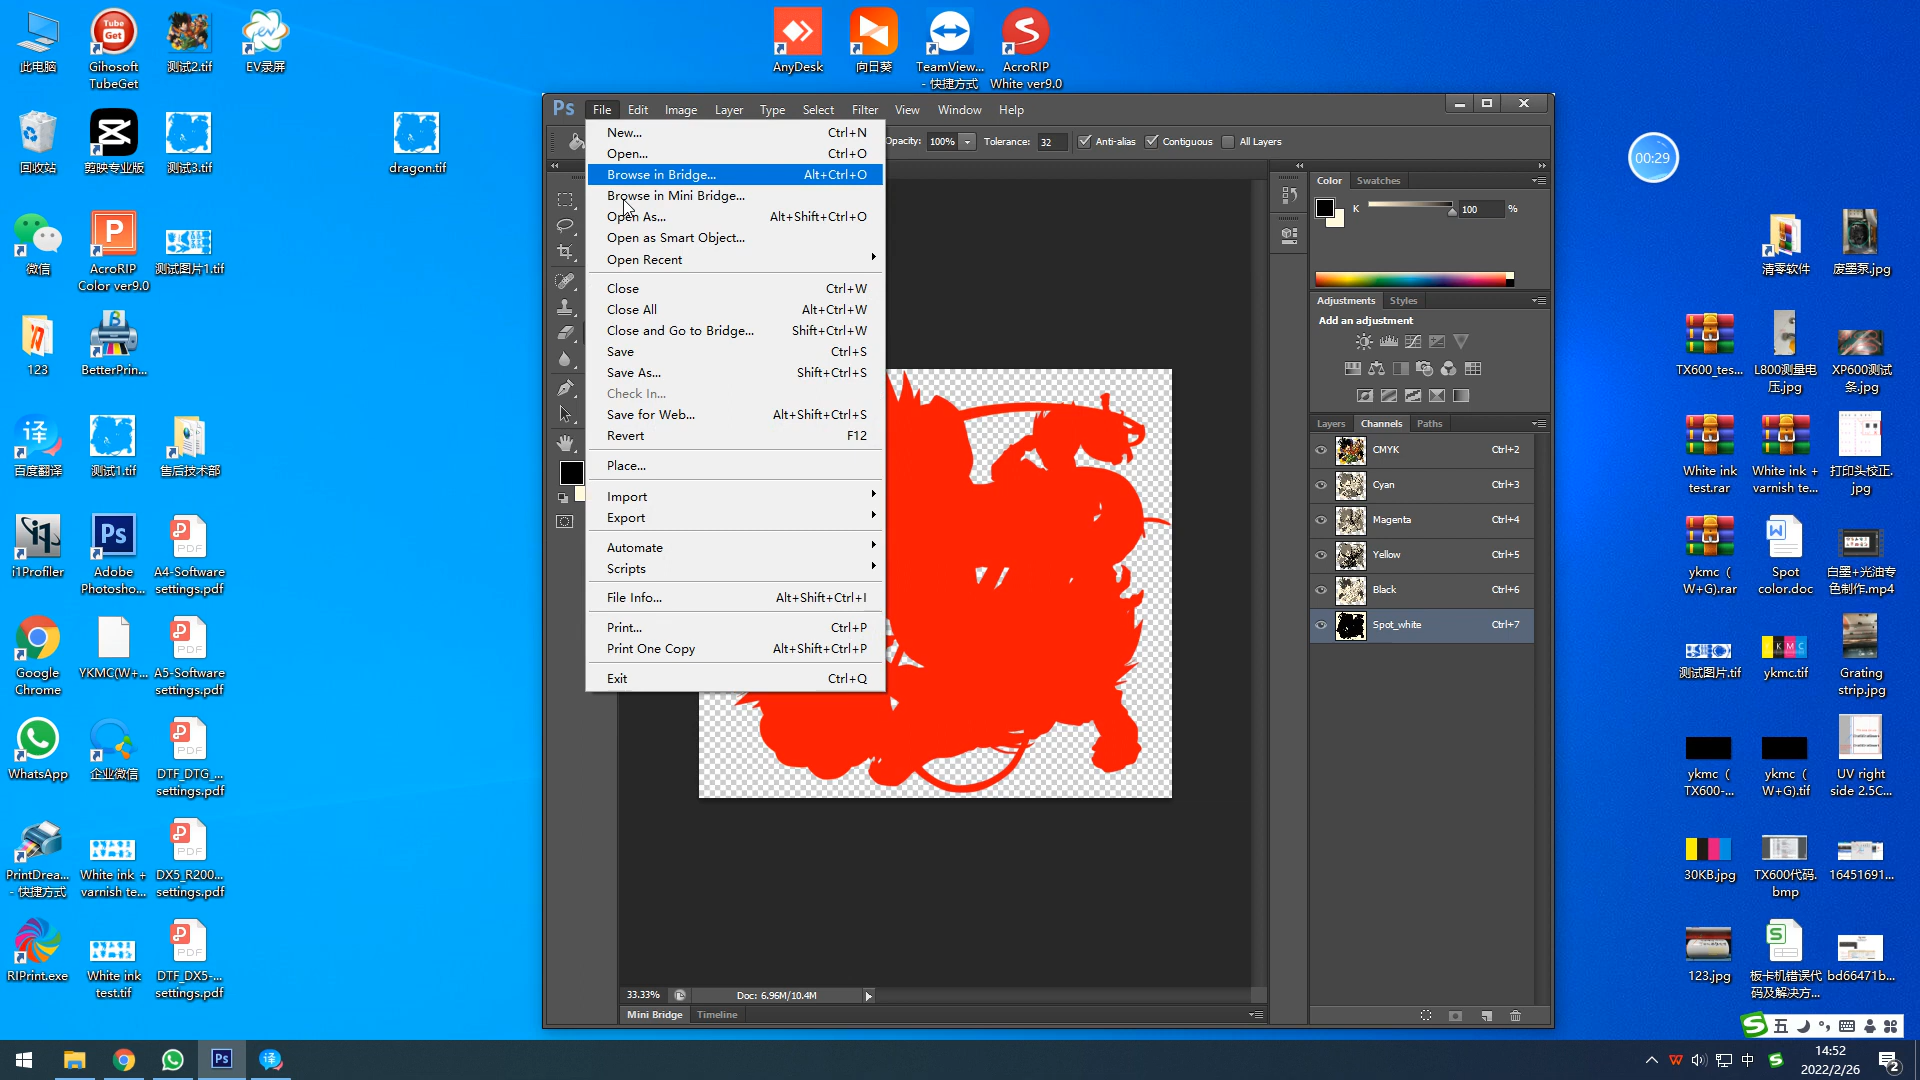 此电脑
Gihosoft
TubeGet
测试2.tif
EV录屏
AnyDesk
向日葵
TeamView...
- 快捷方式
AcroRIP
White ver9.0
回收站
剪映专业版
测试3.tif
dragon.tif
微信
AcroRIP
Color ver9.0
测试图片1.tif
123
BetterPrin...
百度翻译
测试1.tif
售后技术部
i1Profiler
Adobe
Photosho...
A4-Software
settings.pdf
Google
Chrome
YKMC(W+...
A5-Software
settings.pdf
WhatsApp
企业微信
DTF_DTG_...
settings.pdf
PrintDrea...
- 快捷方式
White ink +
varnish te...
DX5_R200...
settings.pdf
RIPrint.exe
White ink
test.tif
DTF_DX5-...
settings.pdf
Ps
File Edit Image Layer Type Select Filter View Window Help
Opacity: 100% Tolerance: 32 Anti-alias Contiguous All Layers
New... Ctrl+N
Open... Ctrl+O
Browse in Bridge... Alt+Ctrl+O
Browse in Mini Bridge...
Open As... Alt+Shift+Ctrl+O
Open as Smart Object...
Open Recent
Close Ctrl+W
Close All Alt+Ctrl+W
Close and Go to Bridge... Shift+Ctrl+W
Save Ctrl+S
Save As... Shift+Ctrl+S
Check In...
Save for Web... Alt+Shift+Ctrl+S
Revert F12
Place...
Import
Export
Automate
Scripts
File Info... Alt+Shift+Ctrl+I
Print... Ctrl+P
Print One Copy Alt+Shift+Ctrl+P
Exit Ctrl+Q
33.33% Doc: 6.96M/10.4M
Mini Bridge Timeline
Color Swatches
K 100 %
Adjustments Styles
Add an adjustment
Layers Channels Paths
CMYK Ctrl+2
Cyan Ctrl+3
Magenta Ctrl+4
Yellow Ctrl+5
Black Ctrl+6
Spot_white Ctrl+7
00:29
清零软件
废墨泵.jpg
TX600_tes...
L800测量电
压.jpg
XP600测试
条.jpg
White ink
test.rar
White ink +
varnish te...
打印头校正.
jpg
ykmc（
W+G).rar
Spot
color.doc
白墨+光油专
色制作.mp4
测试图片.tif
ykmc.tif
Grating
strip.jpg
ykmc（
TX600-...
ykmc（
W+G).tif
UV right
side 2.5C...
30KB.jpg
TX600代码.
bmp
16451691...
123.jpg
板卡机错误代
码及解决方...
bd66471b...
五
中
14:52
2022/2/26
2